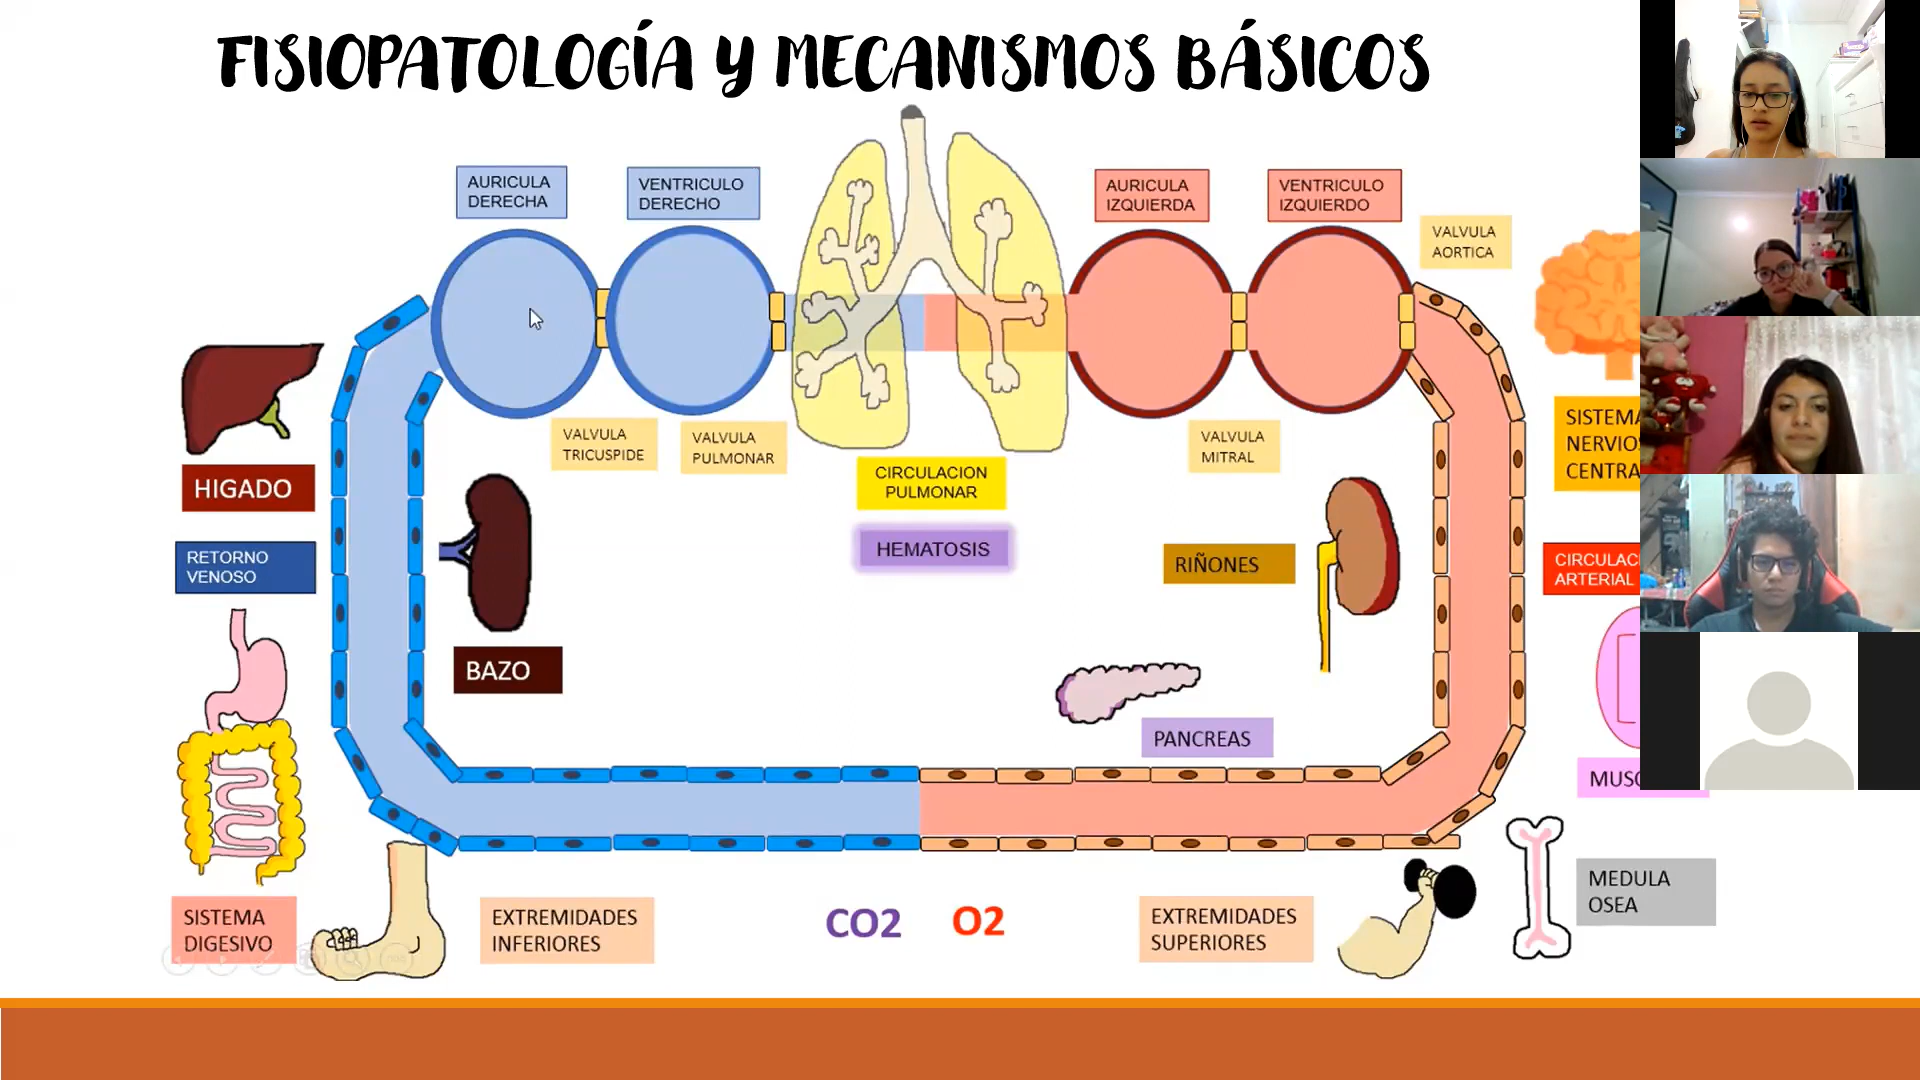 FISIOPATOLOGÍA Y MECANISMOS BÁSICOS
AURICULA
DERECHA
VENTRICULO
DERECHO
AURICULA
IZQUIERDA
VENTRICULO
IZQUIERDO
VALVULA
AORTICA
VALVULA
TRICUSPIDE
VALVULA
PULMONAR
VALVULA
MITRAL
CIRCULACION
PULMONAR
HEMATOSIS
HIGADO
RETORNO
VENOSO
BAZO
RIÑONES
PANCREAS
SISTEMA
NERVIOS
CENTRA
CIRCULAC
ARTERIAL
MUSC
MEDULA
OSEA
SISTEMA
DIGESIVO
EXTREMIDADES
INFERIORES
CO2 O2
EXTREMIDADES
SUPERIORES